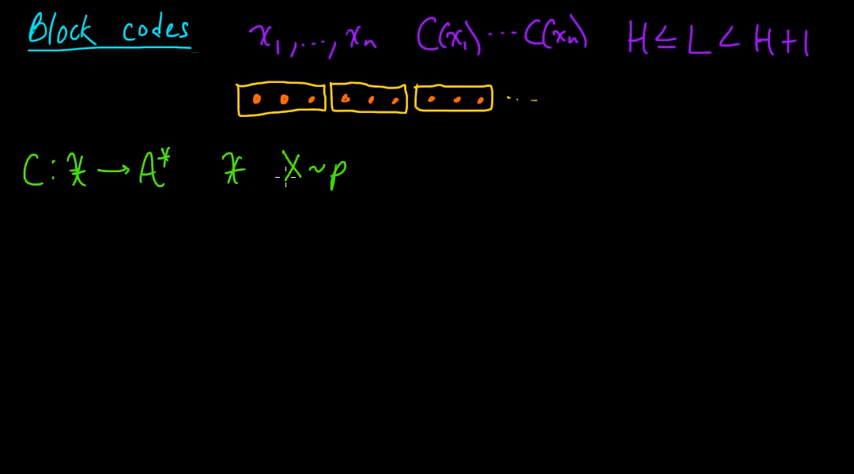 Block codes x₁, ..., xₙ C(x₁) ... C(xₙ) H ≤ L < H + 1
...
C : 𝒳 → A* 𝒳 X ~ p